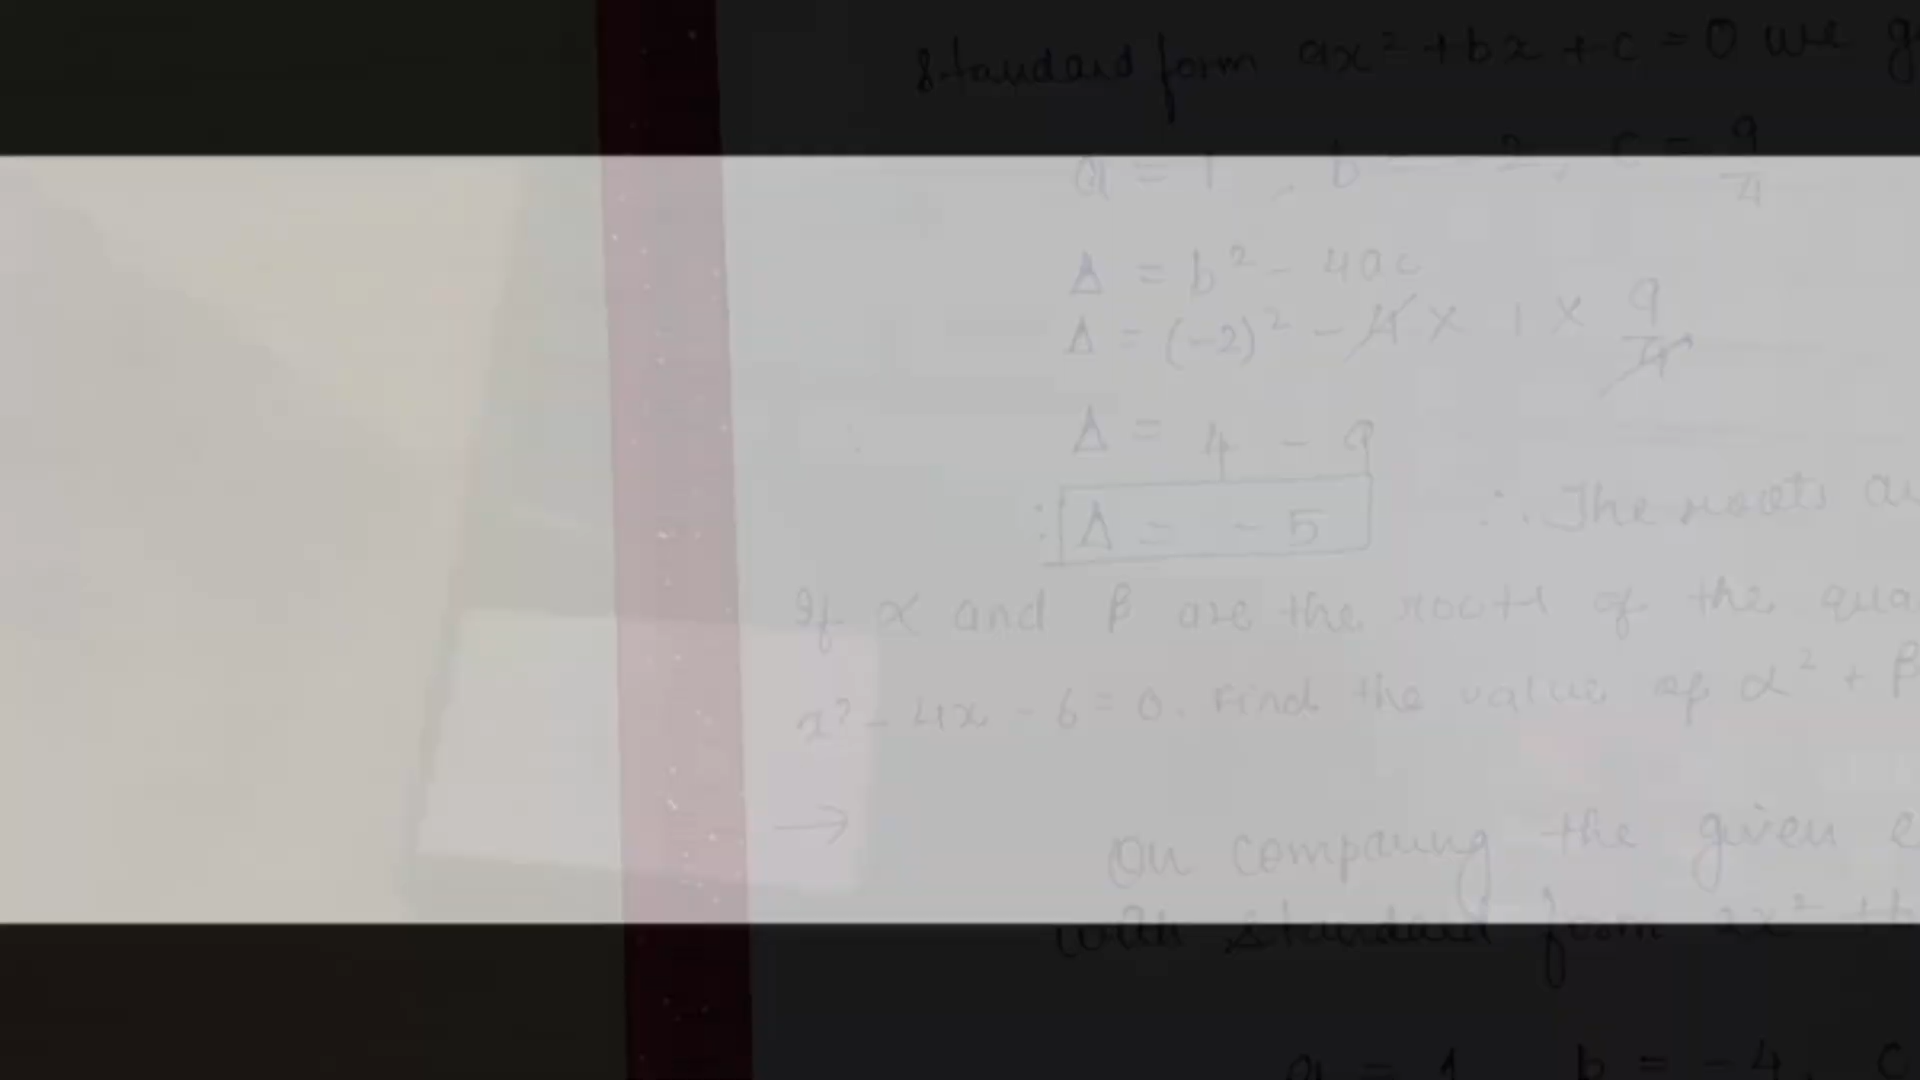 standard form ax² + bx + c = 0 we
a = 1, b = -2, c = 9/4
Δ = b² - 4ac
Δ = (-2)² - 4 × 1 × 9/4
Δ = 4 - 9
∴ Δ = -5 ∴ The roots
If α and β are the roots of the
x² - 4x - 6 = 0. Find the value of α² + β
→
On comparing the given
with standard form ax² +
a = 1 b = -4, c